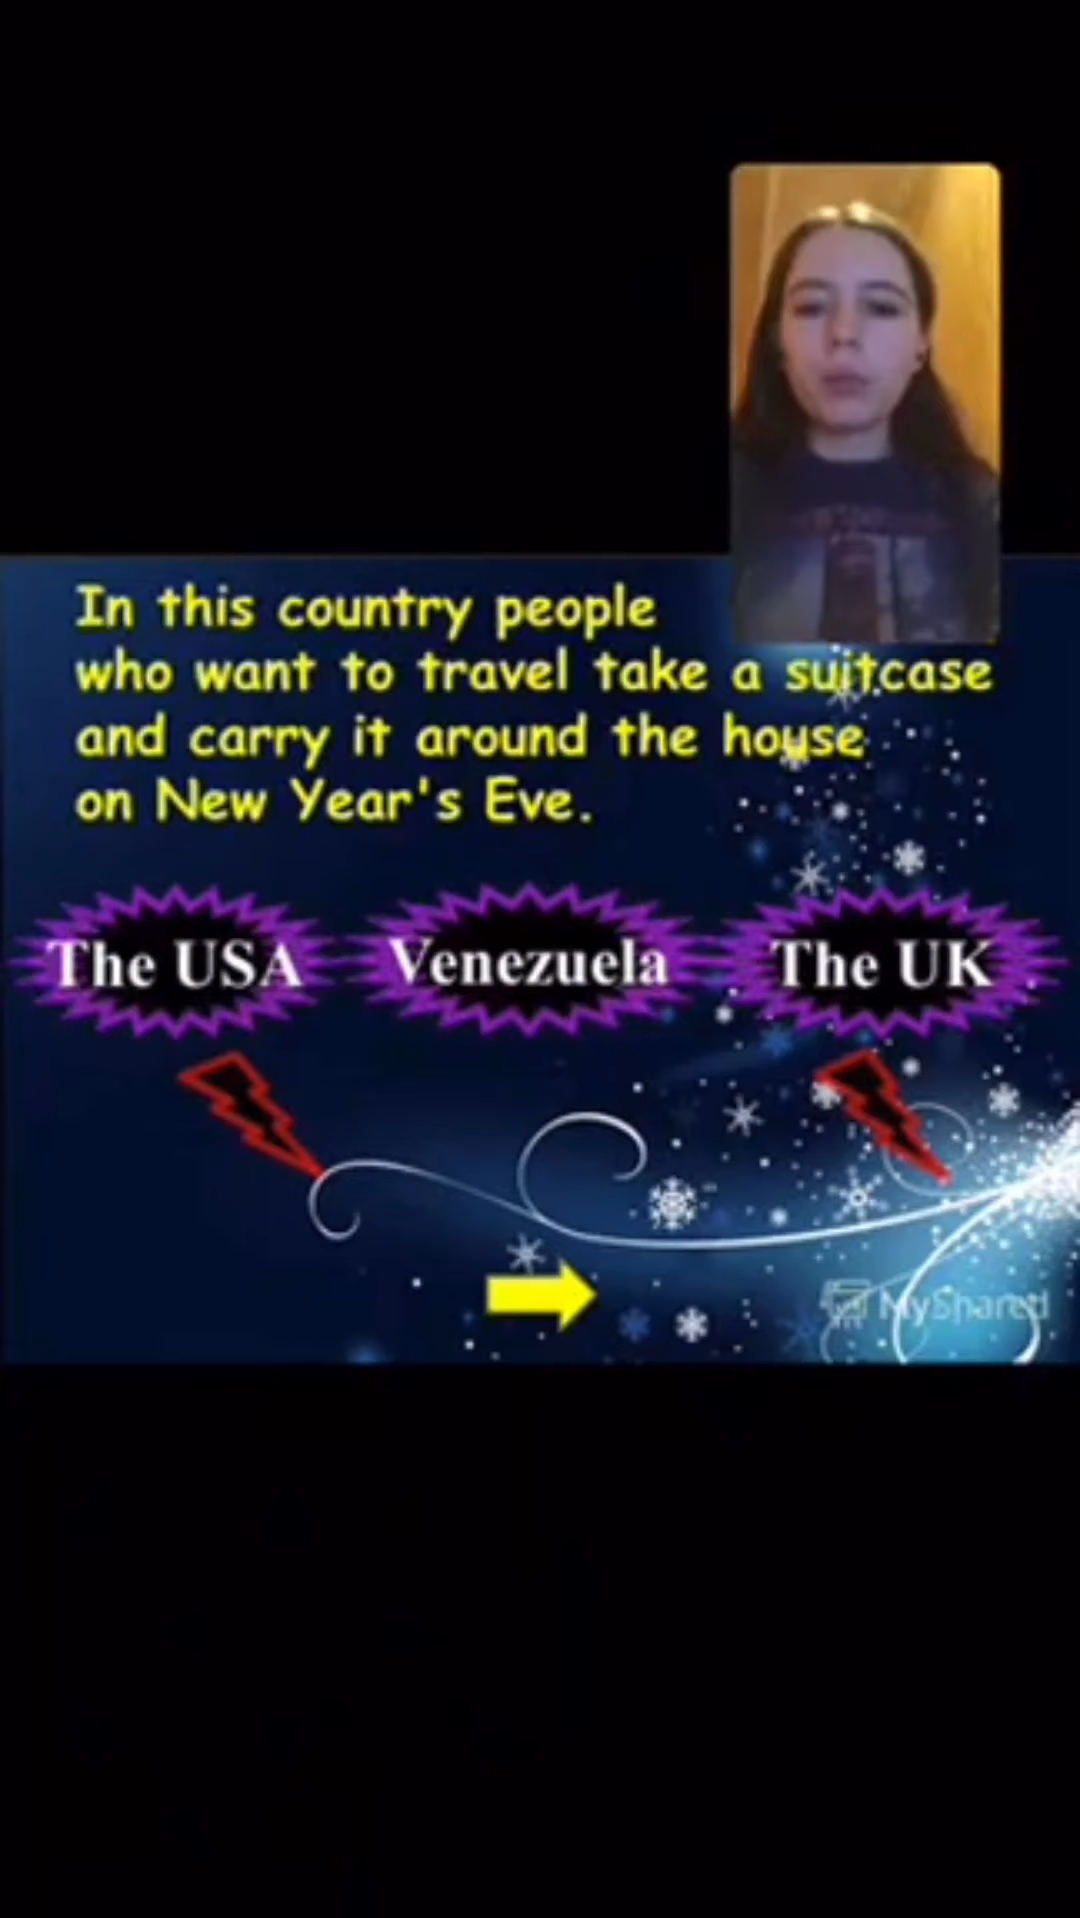 In this country people
who want to travel take a suitcase
and carry it around the house
on New Year's Eve.
The USA
Venezuela
The UK
MyShared